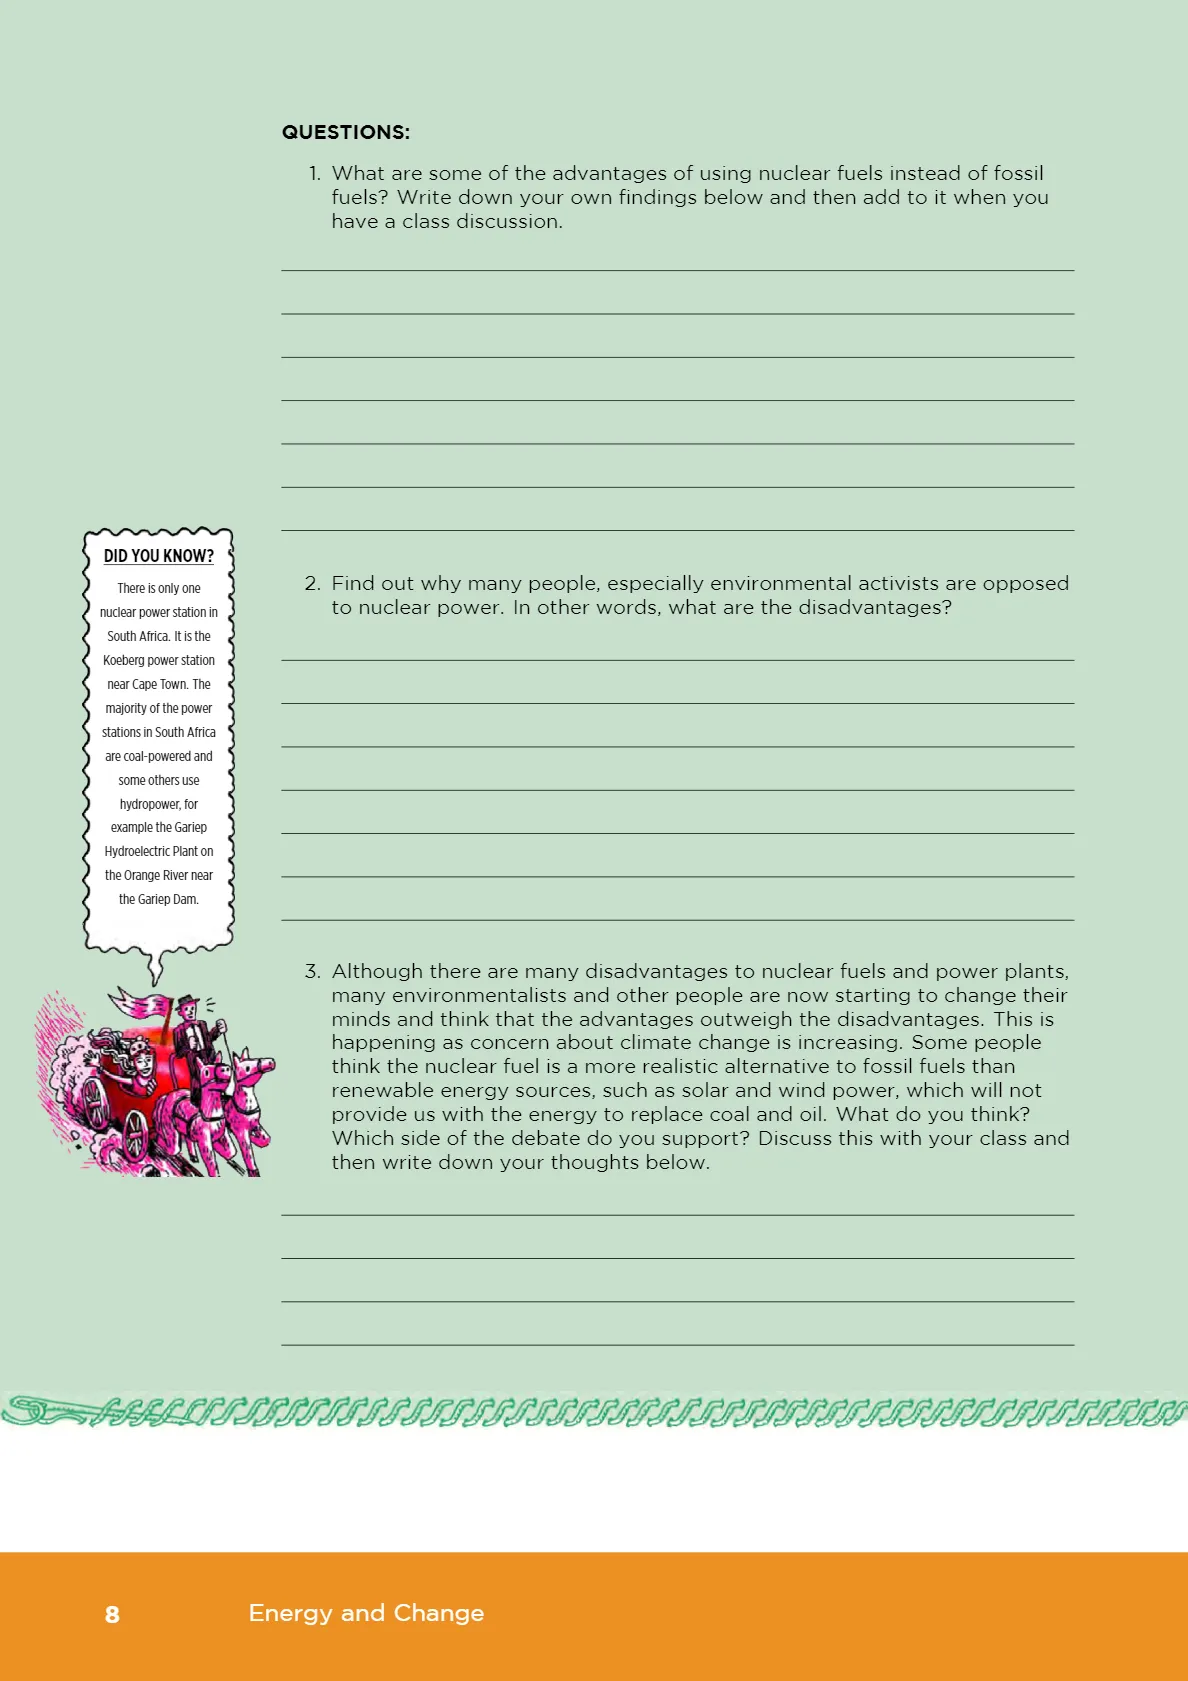 QUESTIONS:
1. What are some of the advantages of using nuclear fuels instead of fossil
fuels? Write down your own findings below and then add to it when you
have a class discussion.
DID YOU KNOW?
There is only one
nuclear power station in
South Africa. It is the
Koeberg power station
near Cape Town. The
majority of the power
stations in South Africa
are coal-powered and
some others use
hydropower, for
example the Gariep
Hydroelectric Plant on
the Orange River near
the Gariep Dam.
2. Find out why many people, especially environmental activists are opposed
to nuclear power. In other words, what are the disadvantages?
3. Although there are many disadvantages to nuclear fuels and power plants,
many environmentalists and other people are now starting to change their
minds and think that the advantages outweigh the disadvantages. This is
happening as concern about climate change is increasing. Some people
think the nuclear fuel is a more realistic alternative to fossil fuels than
renewable energy sources, such as solar and wind power, which will not
provide us with the energy to replace coal and oil. What do you think?
Which side of the debate do you support? Discuss this with your class and
then write down your thoughts below.
8 Energy and Change